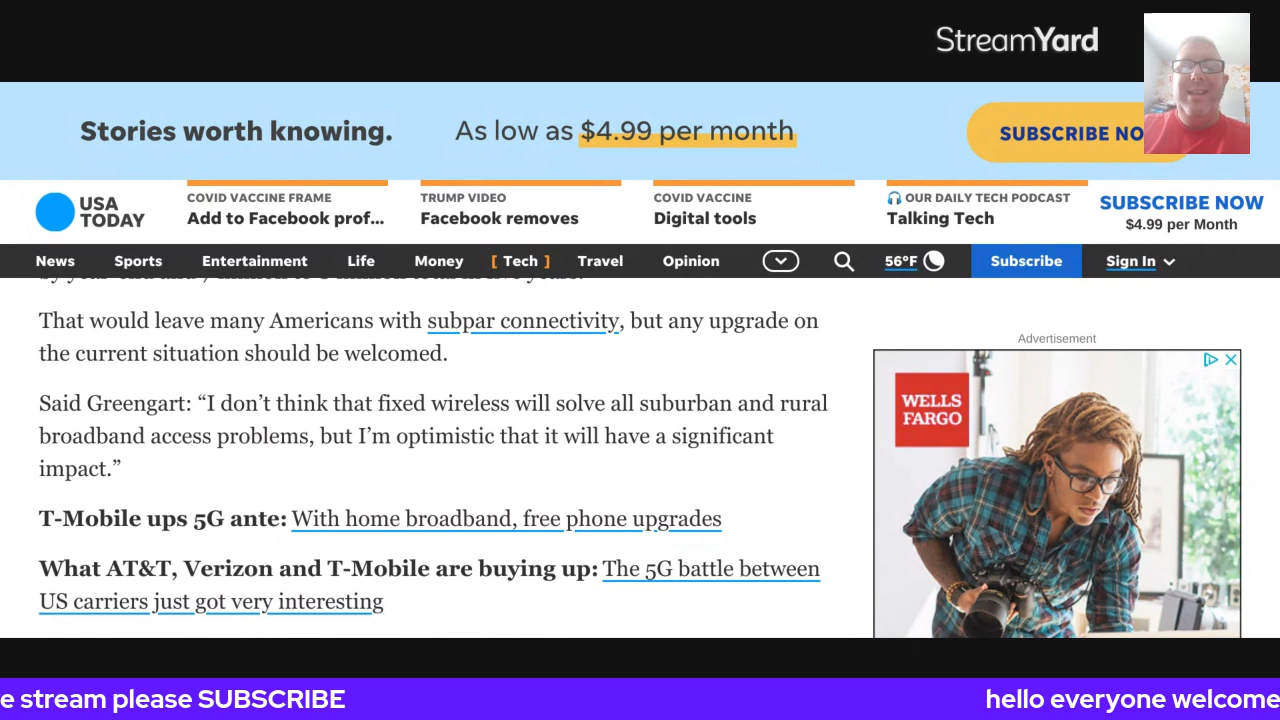 StreamYard
Stories worth knowing.
As low as $4.99 per month
SUBSCRIBE NO
USA
TODAY
COVID VACCINE FRAME
Add to Facebook prof...
TRUMP VIDEO
Facebook removes
COVID VACCINE
Digital tools
OUR DAILY TECH PODCAST
Talking Tech
SUBSCRIBE NOW
$4.99 per Month
News Sports Entertainment Life Money [ Tech ] Travel Opinion 56°F Subscribe Sign In
That would leave many Americans with subpar connectivity, but any upgrade on
the current situation should be welcomed.
Said Greengart: “I don’t think that fixed wireless will solve all suburban and rural
broadband access problems, but I’m optimistic that it will have a significant
impact.”
T-Mobile ups 5G ante: With home broadband, free phone upgrades
What AT&T, Verizon and T-Mobile are buying up: The 5G battle between
US carriers just got very interesting
Advertisement
WELLS
FARGO
e stream please SUBSCRIBE
hello everyone welcome